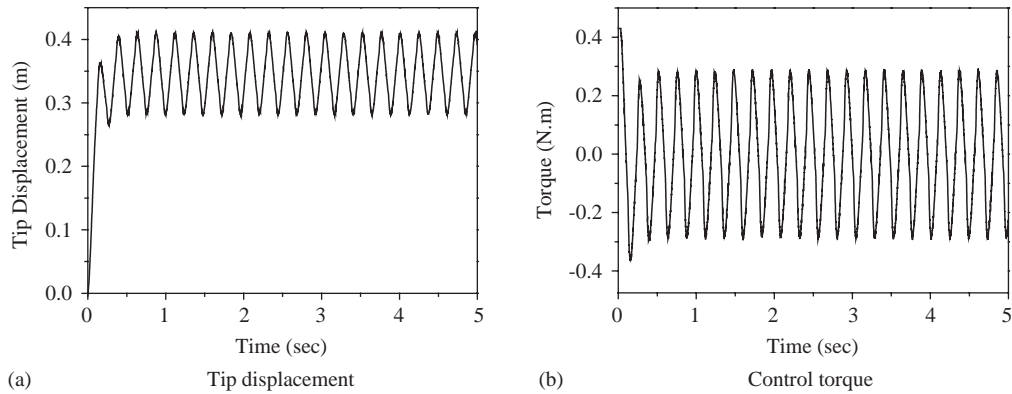 0.4
0.3
0.2
0.1
0.0
Tip Displacement (m)
0 1 2 3 4 5
Time (sec)
(a) Tip displacement
0.4
0.2
0.0
-0.2
-0.4
Torque (N.m)
0 1 2 3 4 5
Time (sec)
(b) Control torque